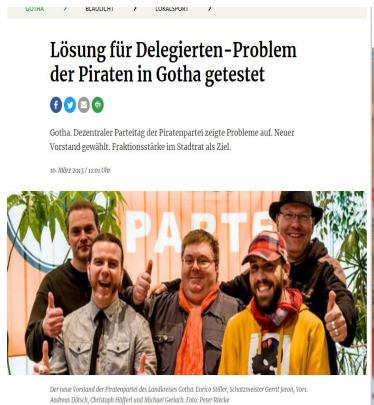 GOTHA BLAULICHT LOKALSPORT
Lösung für Delegierten-Problem
der Piraten in Gotha getestet
Gotha. Dezentraler Parteitag der Piratenpartei zeigte Probleme auf. Neuer
Vorstand gewählt. Fraktionsstärke im Stadtrat als Ziel.
10. März 2013 / 12:01 Uhr
PARTE
Der neue Vorstand der Piratenpartei des Landkreises Gotha: Enrico Stiller, Schatzmeister Gerrit Jeron, Vors.
Andreas Dötsch, Christoph Höfferl und Michael Gerlach. Foto: Peter Riecke